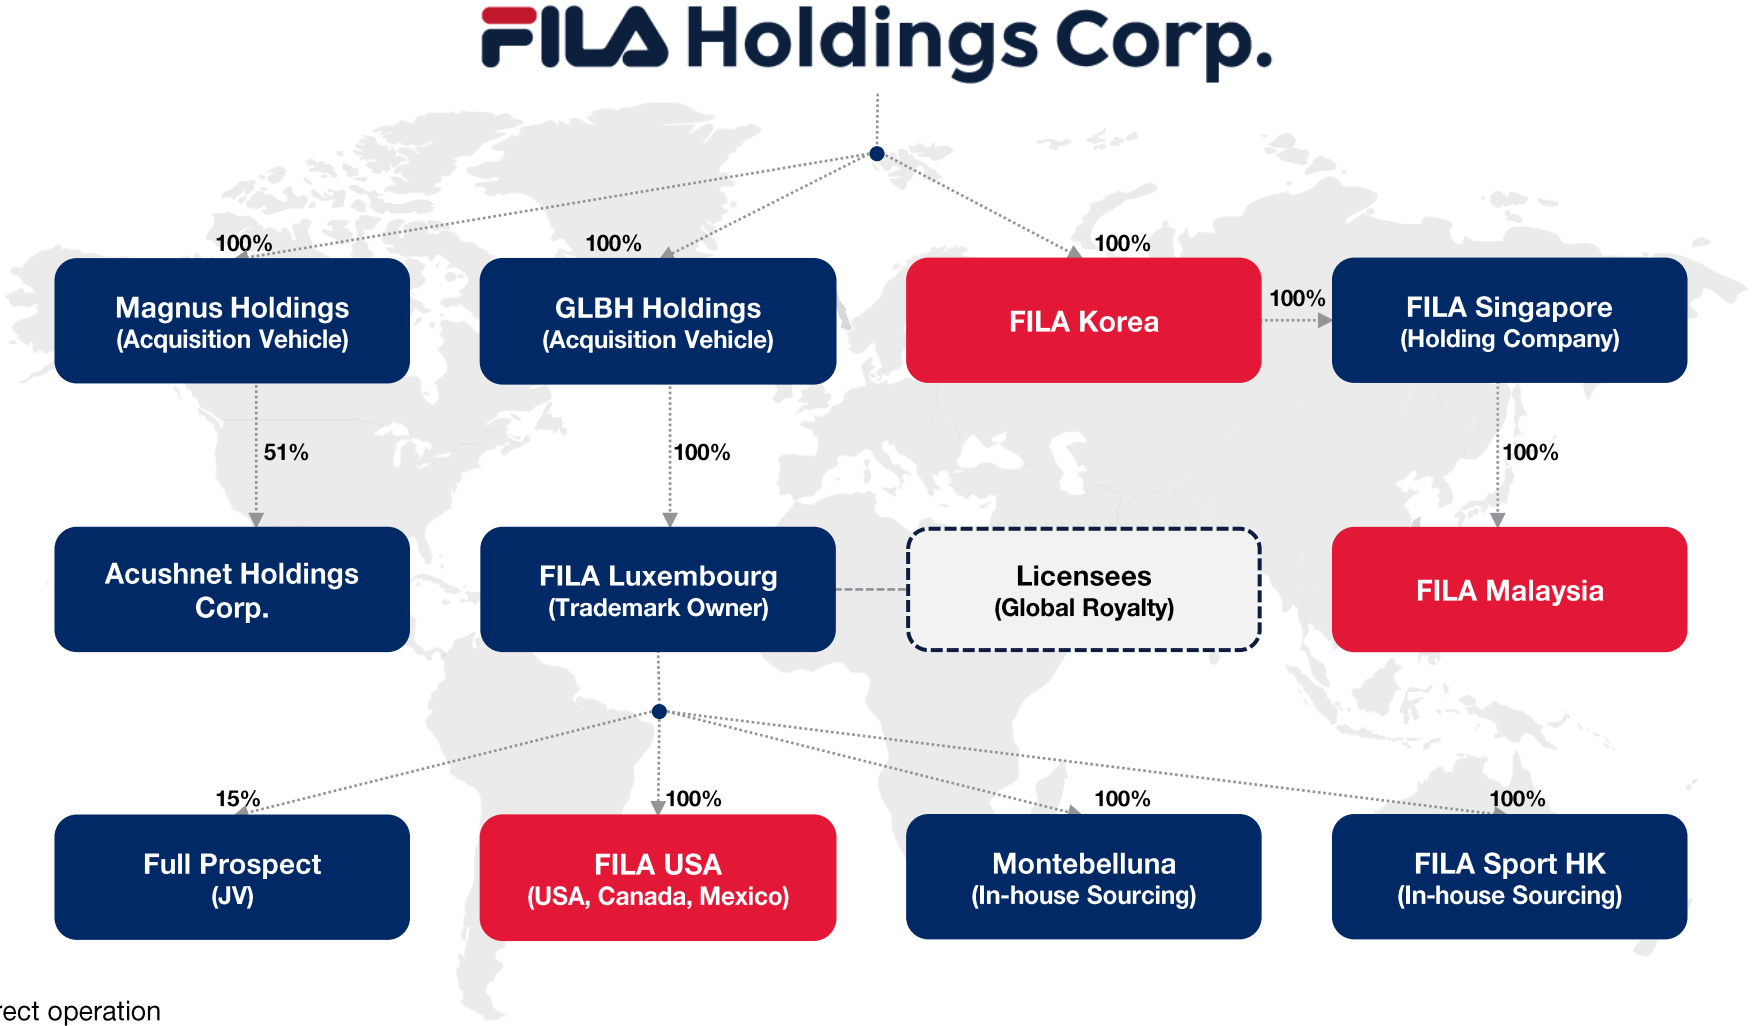 FILA Holdings Corp.
100%
100%
100%
Magnus Holdings
(Acquisition Vehicle)
GLBH Holdings
(Acquisition Vehicle)
FILA Korea
100%
FILA Singapore
(Holding Company)
51%
100%
100%
Acushnet Holdings
Corp.
FILA Luxembourg
(Trademark Owner)
Licensees
(Global Royalty)
FILA Malaysia
15%
100%
100%
100%
Full Prospect
(JV)
FILA USA
(USA, Canada, Mexico)
Montebelluna
(In-house Sourcing)
FILA Sport HK
(In-house Sourcing)
operation